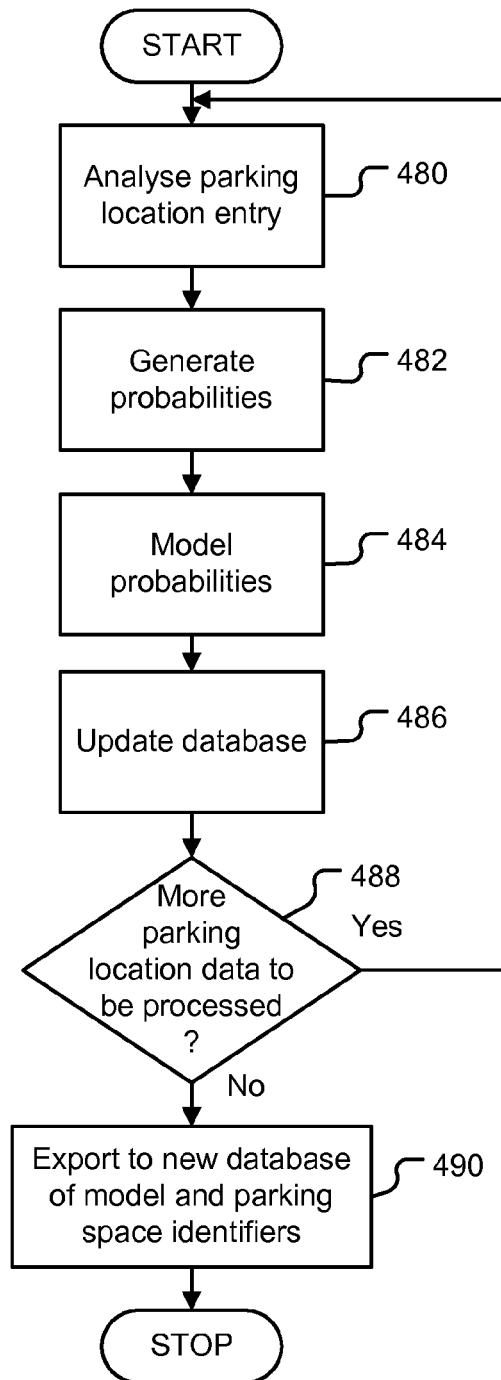 START
Analyse parking
location entry
480
Generate
probabilities
482
Model
probabilities
484
Update database
486
More
parking
location data to
be processed
?
488
Yes
No
Export to new database
of model and parking
space identifiers
490
STOP